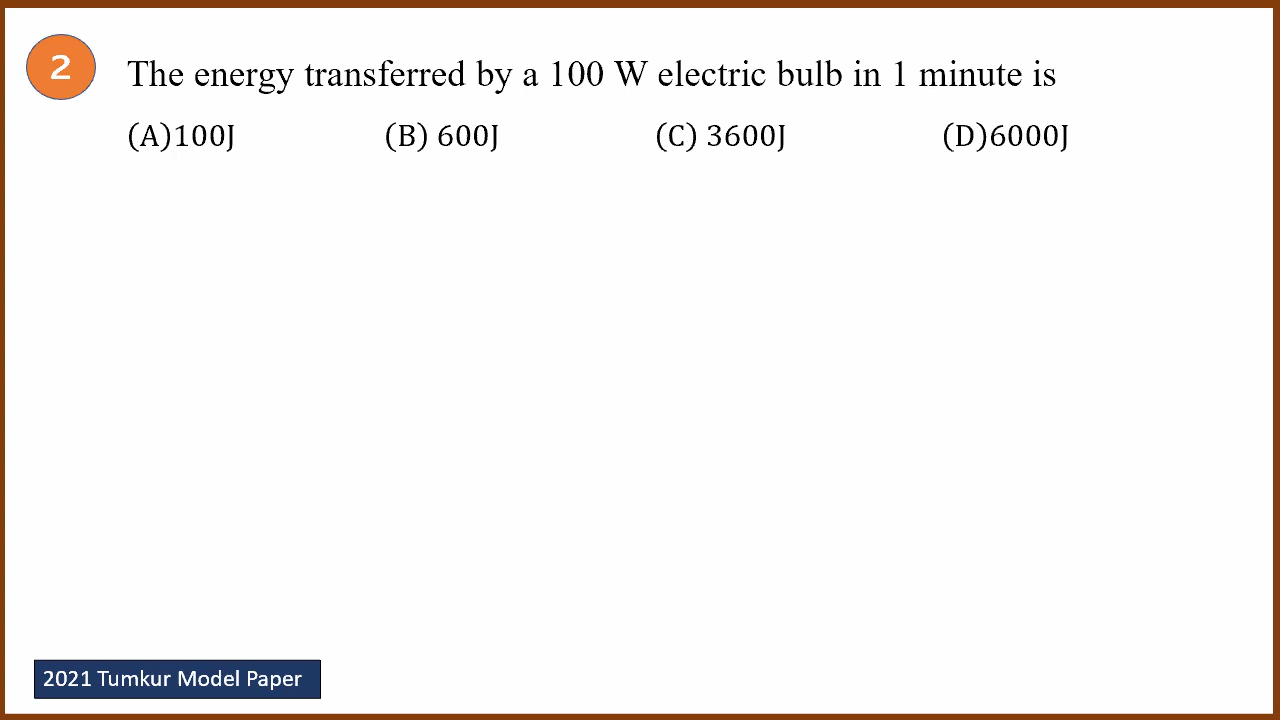 2
The energy transferred by a 100 W electric bulb in 1 minute is
(A)100J (B) 600J (C) 3600J (D)6000J
2021 Tumkur Model Paper